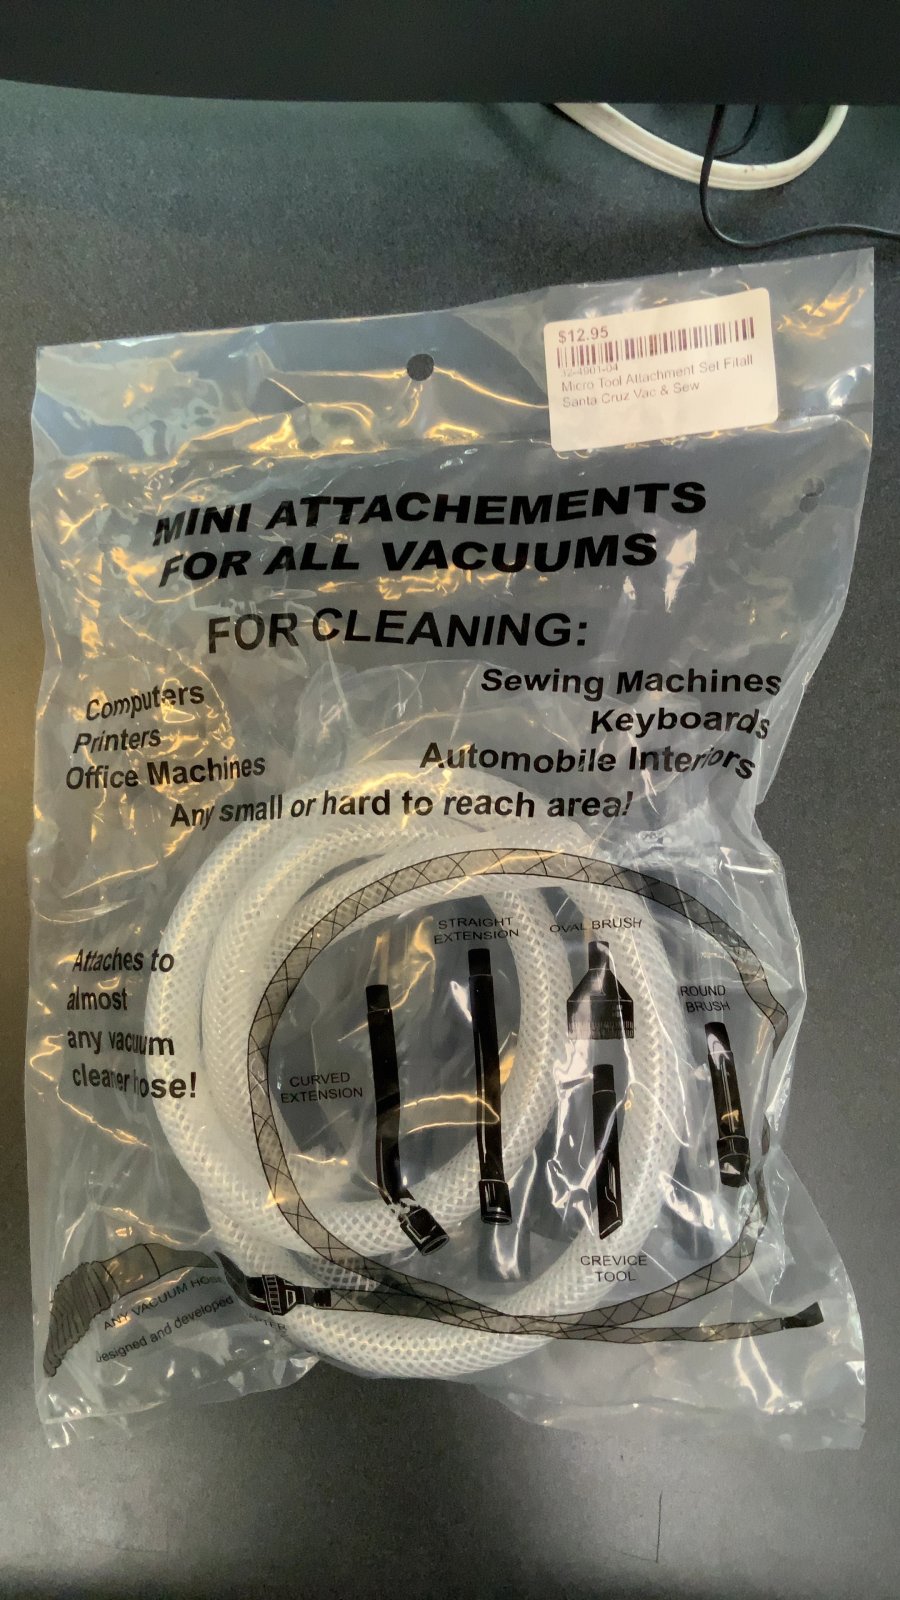 $12.95
32-4901-04
Micro Tool Attachment Set Fitall
Santa Cruz Vac & Sew
MINI ATTACHEMENTS
FOR ALL VACUUMS
FOR CLEANING:
Computers
Printers
Office Machines
Sewing Machines
Keyboards
Automobile Interiors
Any small or hard to reach area!
Attaches to
almost
any vacuum
cleaner hose!
STRAIGHT
EXTENSION
OVAL BRUSH
ROUND
BRUSH
CURVED
EXTENSION
CREVICE
TOOL
ANY VACUUM HOSE
Designed and developed